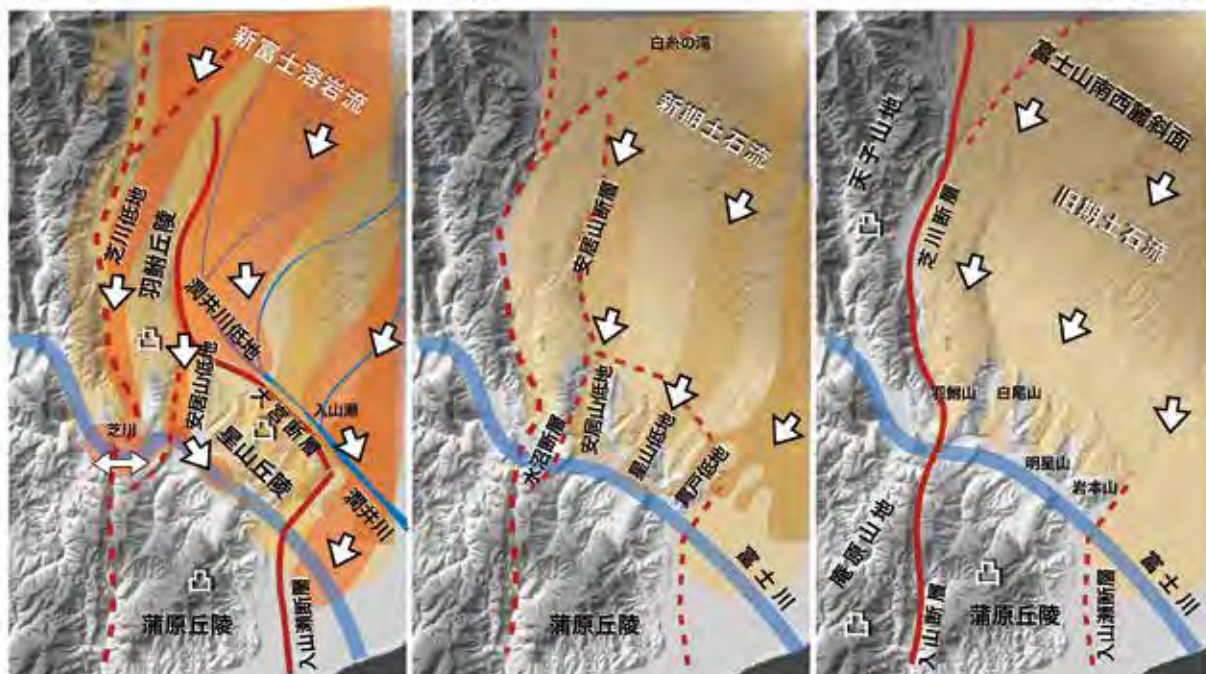 新富士溶岩流
芝川低地
羽鮒丘陵
潤井川低地
安居山低地
大宮断層
入山瀬
芝川
星山丘陵
潤井川
入山瀬断層
蒲原丘陵
白糸の滝
新期土石流
安居山断層
安居山低地
水沼断層
星山低地
富士川
蒲原丘陵
富士山南西麓斜面
天子山地
旧期土石流
芝川断層
羽鮒山
白尾山
明星山
岩本山
庵原山地
富士川
入山断層
蒲原丘陵
入山瀬断層